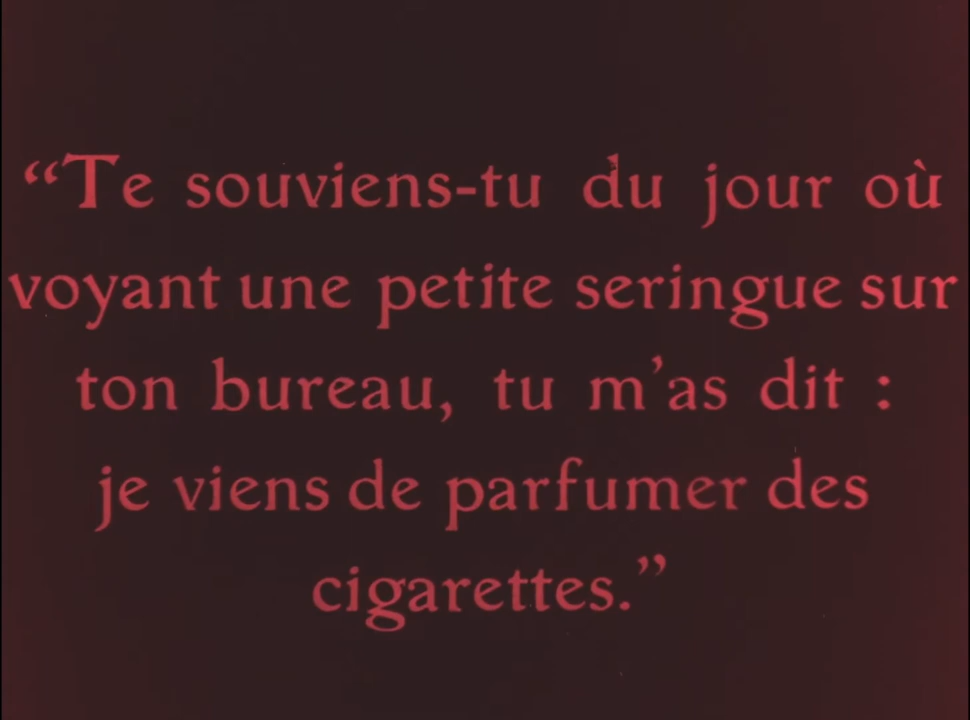 “Te souviens-tu du jour où
voyant une petite seringue sur
ton bureau, tu m’as dit :
je viens de parfumer des
cigarettes.”